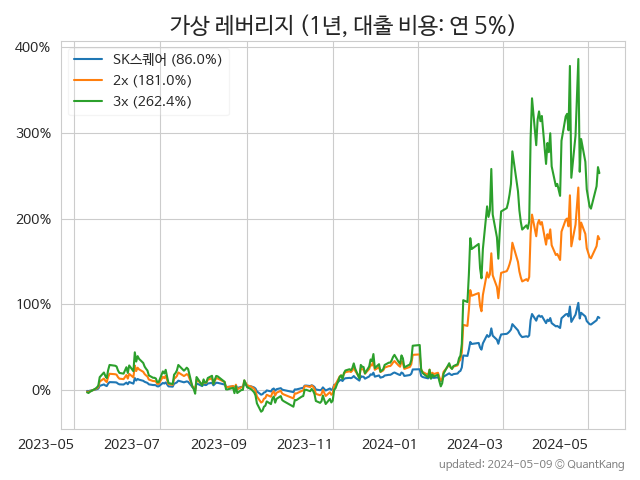 가상 레버리지 (1년, 대출 비용: 연 5%)
SK스퀘어 (86.0%)
2x (181.0%)
3x (262.4%)
400%
300%
200%
100%
0%
2023-05 2023-07 2023-09 2023-11 2024-01 2024-03 2024-05
updated: 2024-05-09 © QuantKang